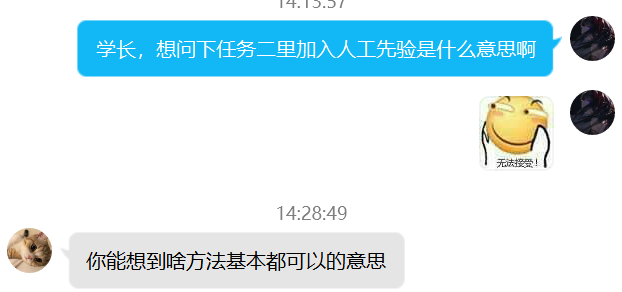 14:13:57
学长，想问下任务二里加入人工先验是什么意思啊
无法接受！
14:28:49
你能想到啥方法基本都可以的意思